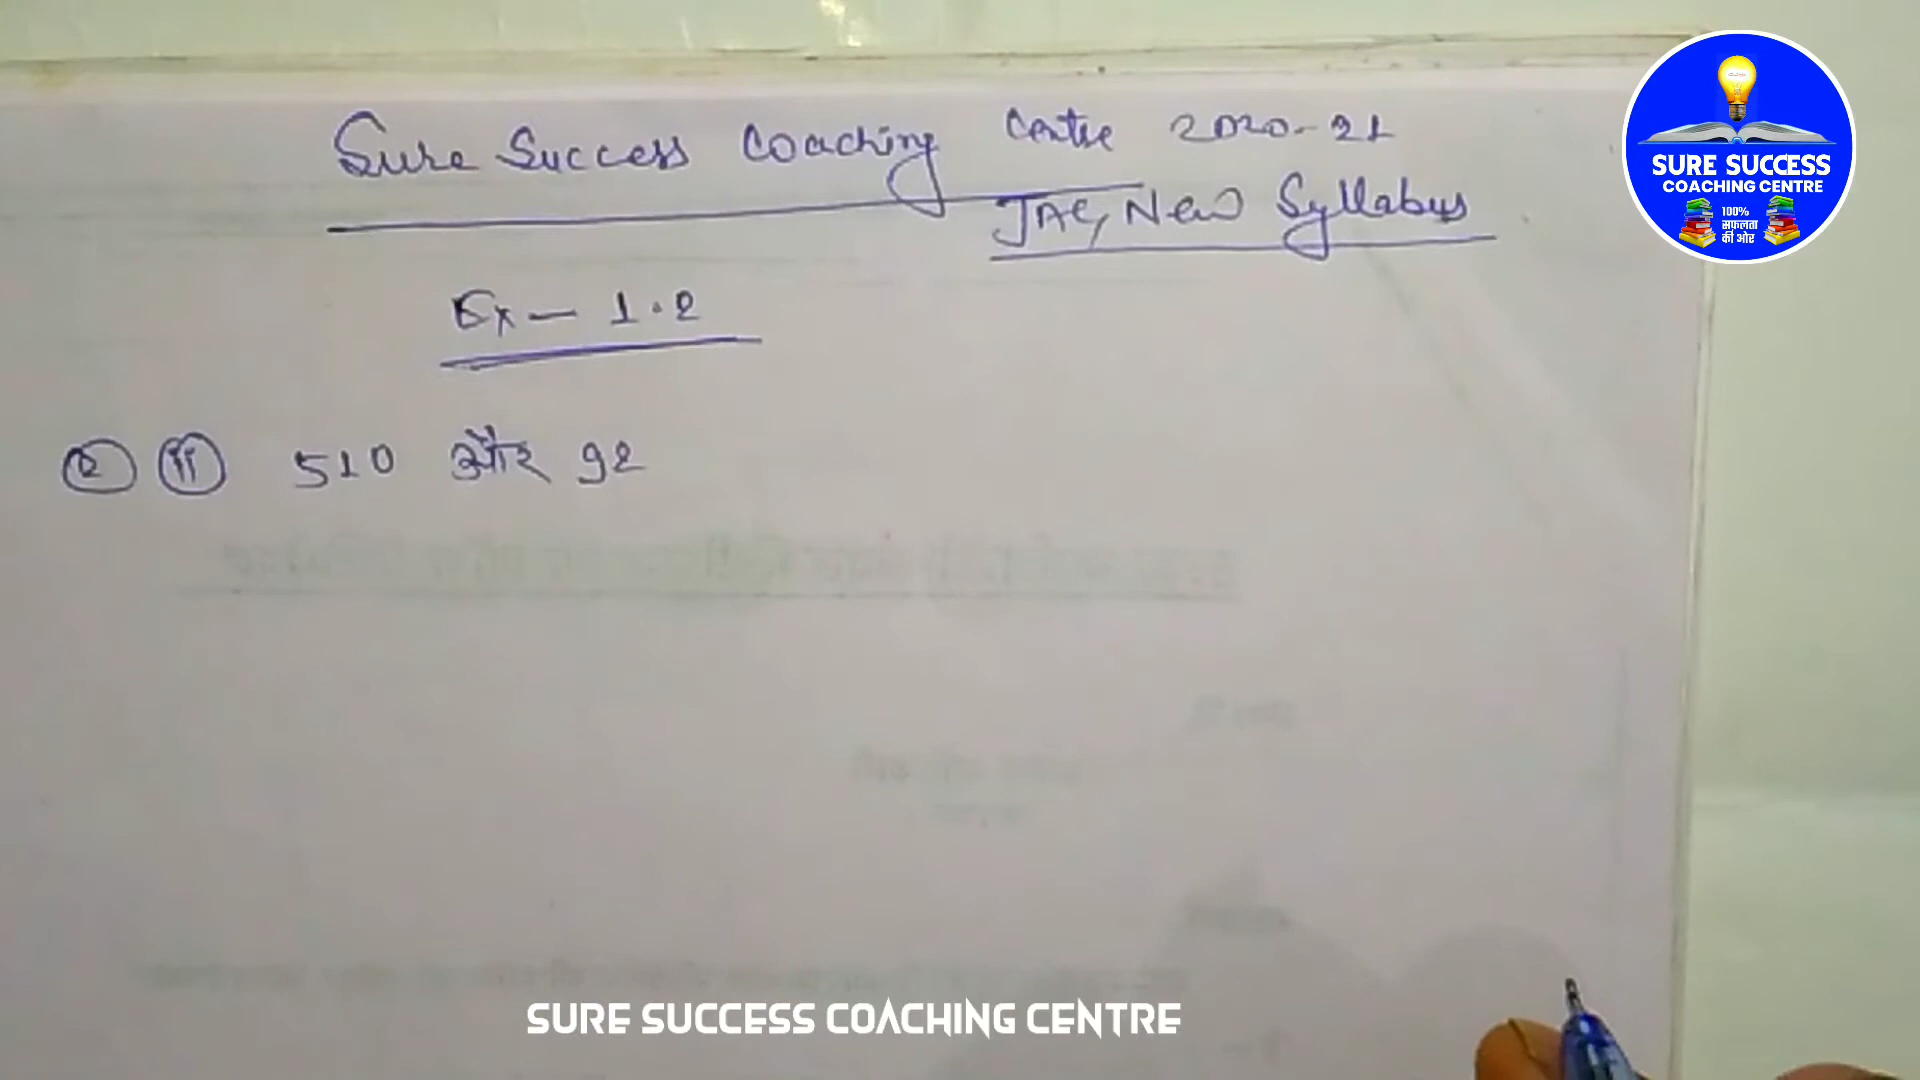 Sure Success Coaching Centre 2020-21
JAC, New Syllabus
Ex - 1.2
2 ii 510 और 92
SURE SUCCESS
COACHING CENTRE
100%
सफलता
की ओर
SURE SUCCESS COACHING CENTRE